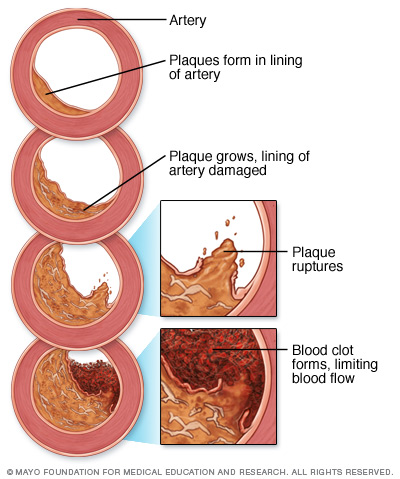 Artery
Plaques form in lining
of artery
Plaque grows, lining of
artery damaged
Plaque
ruptures
Blood clot
forms, limiting
blood flow
© MAYO FOUNDATION FOR MEDICAL EDUCATION AND RESEARCH. ALL RIGHTS RESERVED.